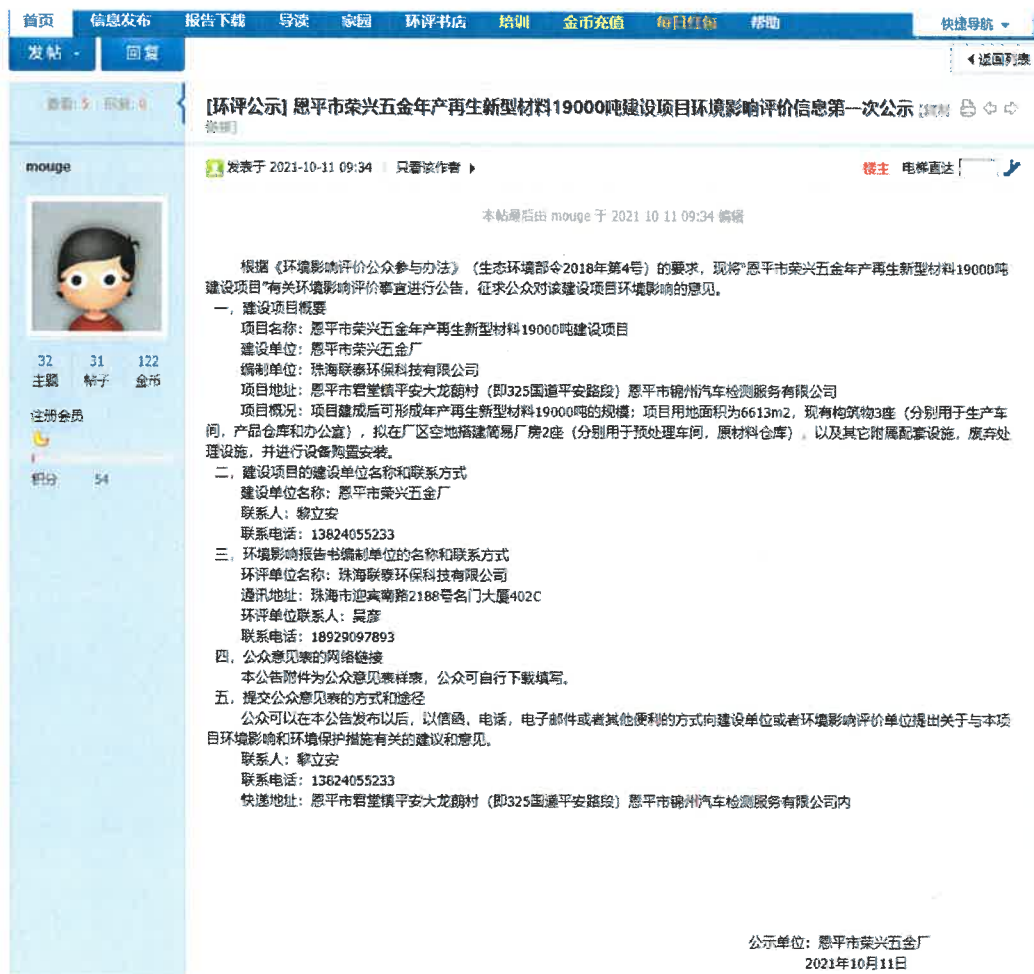 首页 信息发布 报告下载 导读 家园 环评书店 培训 金币充值 每日红包 帮助 快捷导航
发帖 回复 返回列表
查看: 5 回复: 0
[环评公示] 恩平市荣兴五金年产再生新型材料19000吨建设项目环境影响评价信息第一次公示 [复制
链接]
mouge
发表于 2021-10-11 09:34 只看该作者 楼主 电梯直达
本帖最后由 mouge 于 2021 10 11 09:34 编辑
32 31 122
主题 帖子 金币
注册会员
积分 54
根据《环境影响评价公众参与办法》（生态环境部令2018年第4号）的要求，现将“恩平市荣兴五金年产再生新型材料19000吨
建设项目”有关环境影响评价事宜进行公告，征求公众对该建设项目环境影响的意见。
一，建设项目概要
项目名称：恩平市荣兴五金年产再生新型材料19000吨建设项目
建设单位：恩平市荣兴五金厂
编制单位：珠海联泰环保科技有限公司
项目地址：恩平市君堂镇平安大龙蓢村（即325国道平安路段）恩平市锦州汽车检测服务有限公司
项目概况：项目建成后可形成年产再生新型材料19000吨的规模；项目用地面积为6613m2，现有构筑物3座（分别用于生产车
间，产品仓库和办公室），拟在厂区空地搭建简易厂房2座（分别用于预处理车间，原材料仓库），以及其它附属配套设施，废弃处
理设施，并进行设备购置安装。
二，建设项目的建设单位名称和联系方式
建设单位名称：恩平市荣兴五金厂
联系人：黎立安
联系电话：13824055233
三，环境影响报告书编制单位的名称和联系方式
环评单位名称：珠海联泰环保科技有限公司
通讯地址：珠海市迎宾南路2188号名门大厦402C
环评单位联系人：吴彦
联系电话：18929097893
四，公众意见表的网络链接
本公告附件为公众意见表样表，公众可自行下载填写。
五，提交公众意见表的方式和途径
公众可以在本公告发布以后，以信函，电话，电子邮件或者其他便利的方式向建设单位或者环境影响评价单位提出关于与本项
目环境影响和环境保护措施有关的建议和意见。
联系人：黎立安
联系电话：13824055233
快递地址：恩平市君堂镇平安大龙蓢村（即325国道平安路段）恩平市锦州汽车检测服务有限公司内
公示单位：恩平市荣兴五金厂
2021年10月11日